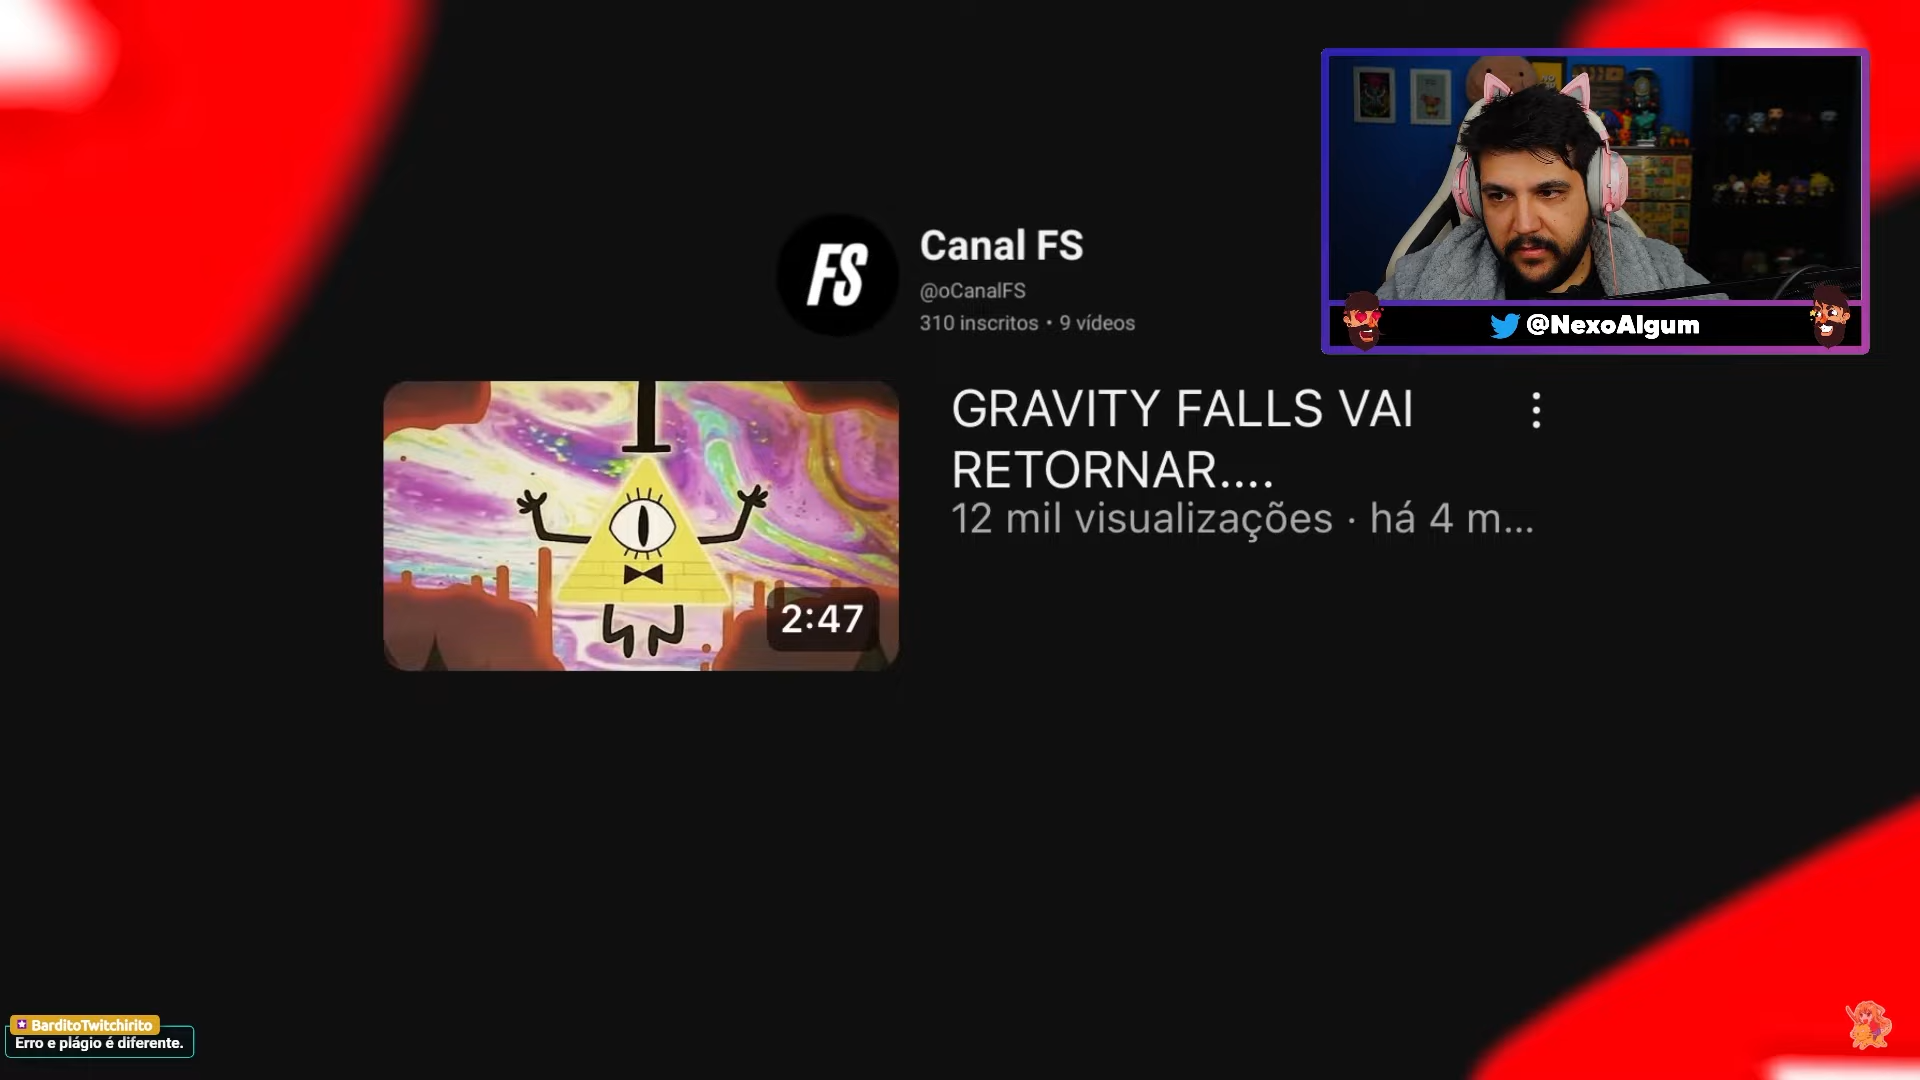 FS
Canal FS
@oCanalFS
310 inscritos • 9 vídeos
@NexoAlgum
GRAVITY FALLS VAI
RETORNAR....
12 mil visualizações · há 4 m...
2:47
BarditoTwitchirito
Erro e plágio é diferente.